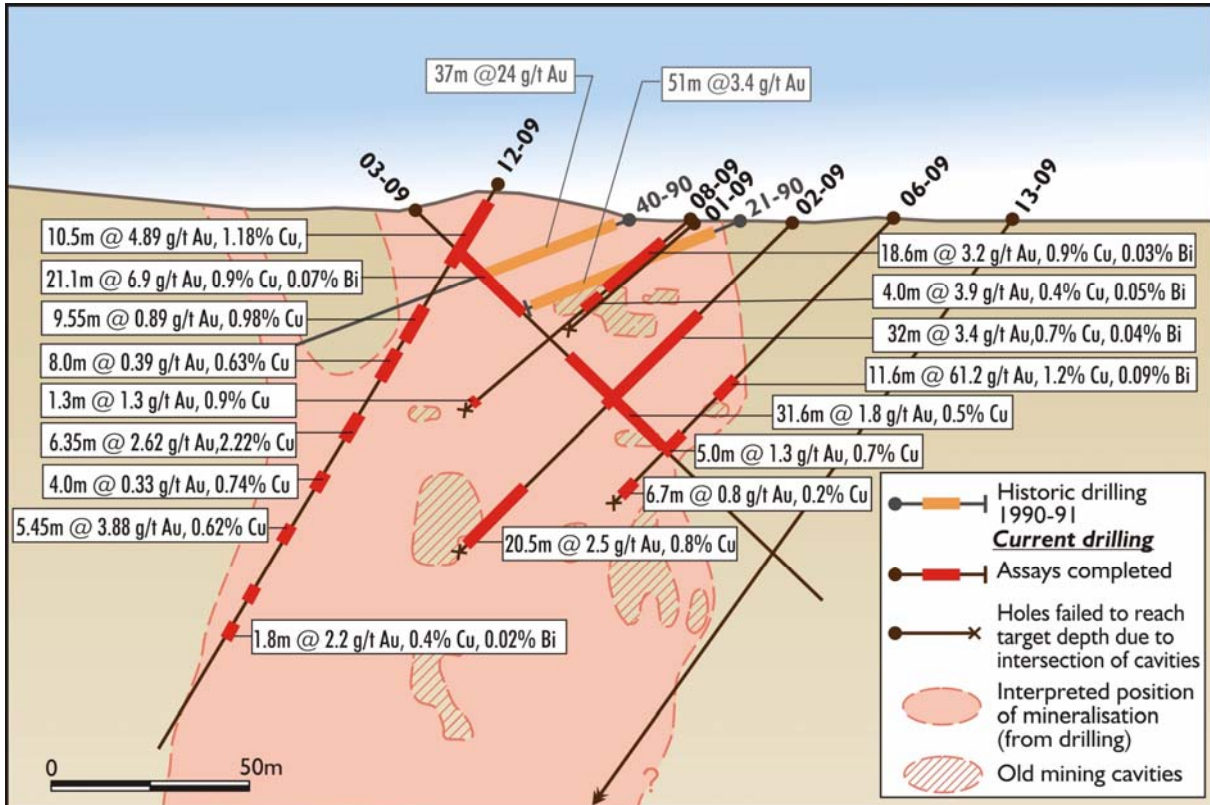 37m @24 g/t Au
51m @3.4 g/t Au
03-09
12-09
40-90
08-09
01-09
21-90
02-09
06-09
13-09
10.5m @ 4.89 g/t Au, 1.18% Cu,
21.1m @ 6.9 g/t Au, 0.9% Cu, 0.07% Bi
9.55m @ 0.89 g/t Au, 0.98% Cu
8.0m @ 0.39 g/t Au, 0.63% Cu
1.3m @ 1.3 g/t Au, 0.9% Cu
6.35m @ 2.62 g/t Au,2.22% Cu
4.0m @ 0.33 g/t Au, 0.74% Cu
5.45m @ 3.88 g/t Au, 0.62% Cu
1.8m @ 2.2 g/t Au, 0.4% Cu, 0.02% Bi
18.6m @ 3.2 g/t Au, 0.9% Cu, 0.03% Bi
4.0m @ 3.9 g/t Au, 0.4% Cu, 0.05% Bi
32m @ 3.4 g/t Au,0.7% Cu, 0.04% Bi
11.6m @ 61.2 g/t Au, 1.2% Cu, 0.09% Bi
31.6m @ 1.8 g/t Au, 0.5% Cu
5.0m @ 1.3 g/t Au, 0.7% Cu
6.7m @ 0.8 g/t Au, 0.2% Cu
20.5m @ 2.5 g/t Au, 0.8% Cu
Historic drilling
1990-91
Current drilling
Assays completed
Holes failed to reach
target depth due to
intersection of cavities
Interpreted position
of mineralisation
(from drilling)
Old mining cavities
0
50m
?